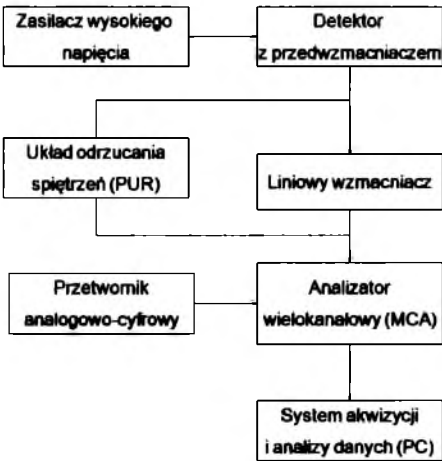 Zasilacz wysokiego
napięcia
Detektor
z przedwzmacniaczem
Układ odrzucania
spiętrzeń (PUR)
Liniowy wzmacniacz
Przetwornik
analogowo-cyfrowy
Analizator
wielokanałowy (MCA)
System akwizycji
i analizy danych (PC)